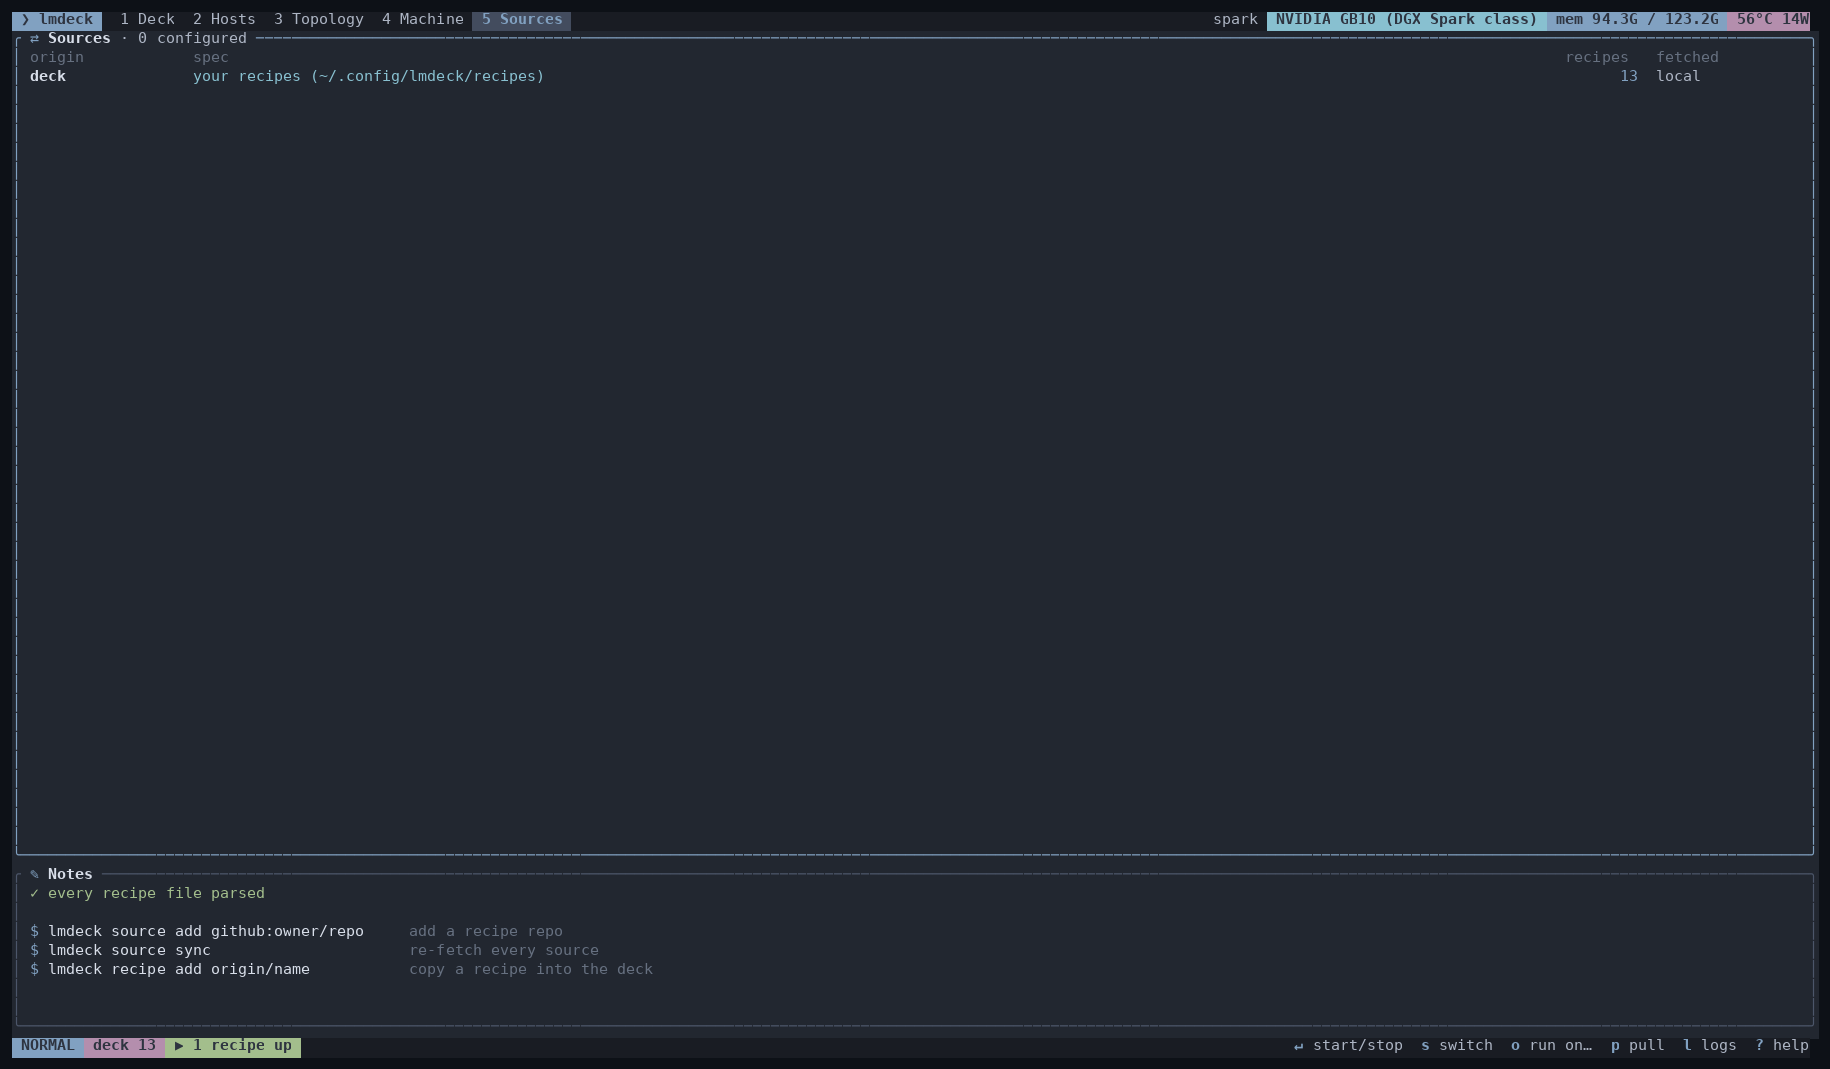 ❯ lmdeck  1 Deck  2 Hosts  3 Topology  4 Machine  5 Sources  spark  NVIDIA GB10 (DGX Spark class)  mem 94.3G / 123.2G  56°C 14W
⇄ Sources · 0 configured
origin  spec  recipes  fetched
deck  your recipes (~/.config/lmdeck/recipes)  13  local
✎ Notes
✓ every recipe file parsed
$ lmdeck source add github:owner/repo  add a recipe repo
$ lmdeck source sync  re-fetch every source
$ lmdeck recipe add origin/name  copy a recipe into the deck
NORMAL  deck 13  ▶ 1 recipe up  ↵ start/stop  s switch  o run on…  p pull  l logs  ? help